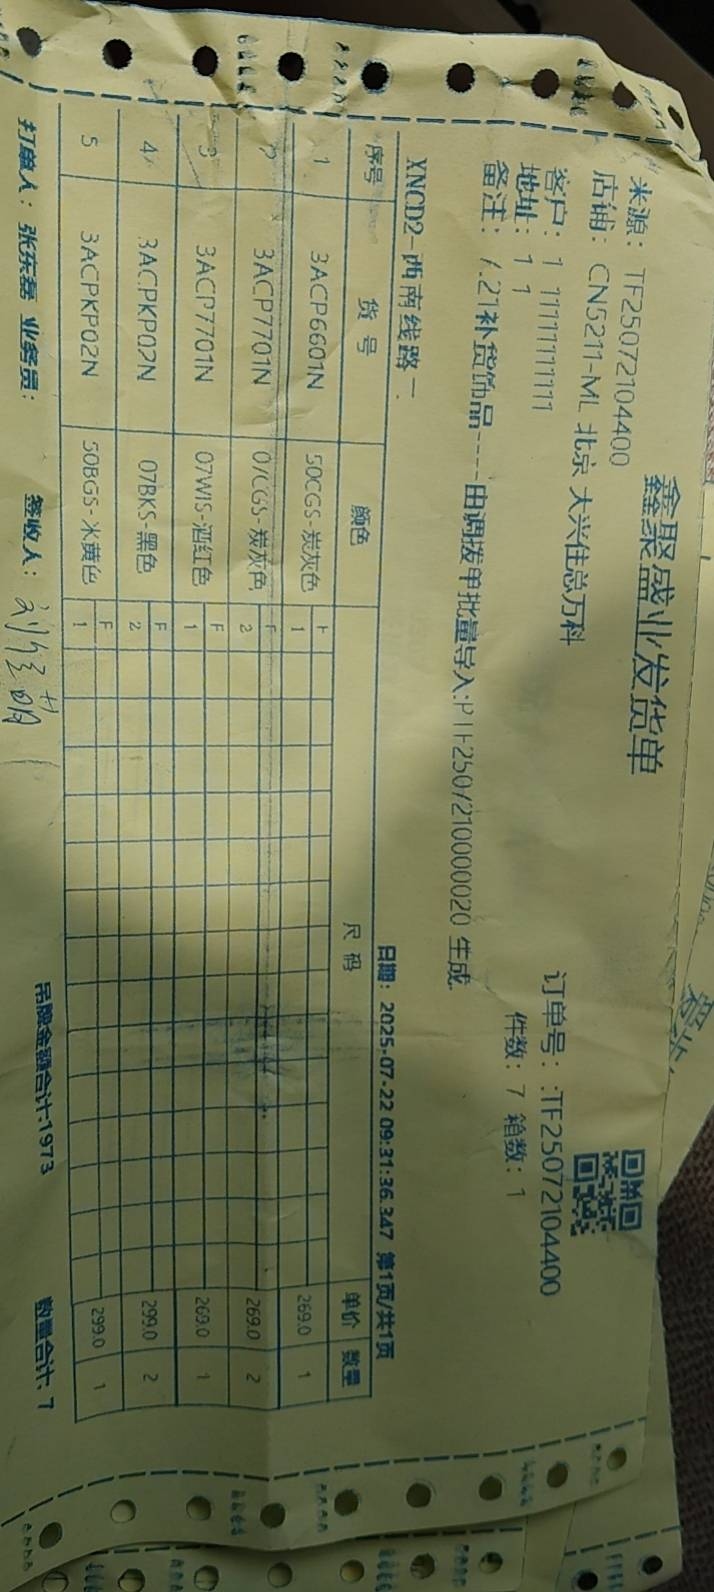 鑫聚盛业发货单
来源：TF25072104400
店铺：CN5211-ML 北京 大兴住总万科
订单号：:TF25072104400
客户：1 11111111111
件数：7 箱数：1
地址：1 1
备注：7.21补货饰品----由调拨单批量导入:PTF250721000020 生成.
XNCD2-西南线路一.
日期：2025-07-22 09:31:36.347 第1页/共1页
序号 货号 颜色 尺码 单价 数量
F
1 3ACP6601N 50CGS-炭灰色 1 269.0 1
F
2 3ACP7701N 07CGS-炭灰色 2 269.0 2
F
3 3ACP7701N 07WIS-酒红色 1 269.0 1
F
4 3ACPKP02N 07BKS-黑色 2 299.0 2
F
5 3ACPKP02N 50BGS-米黄色 1 299.0 1
吊牌金额合计:1973 数量合计: 7
打单人：张东磊 业务员： 签收人：